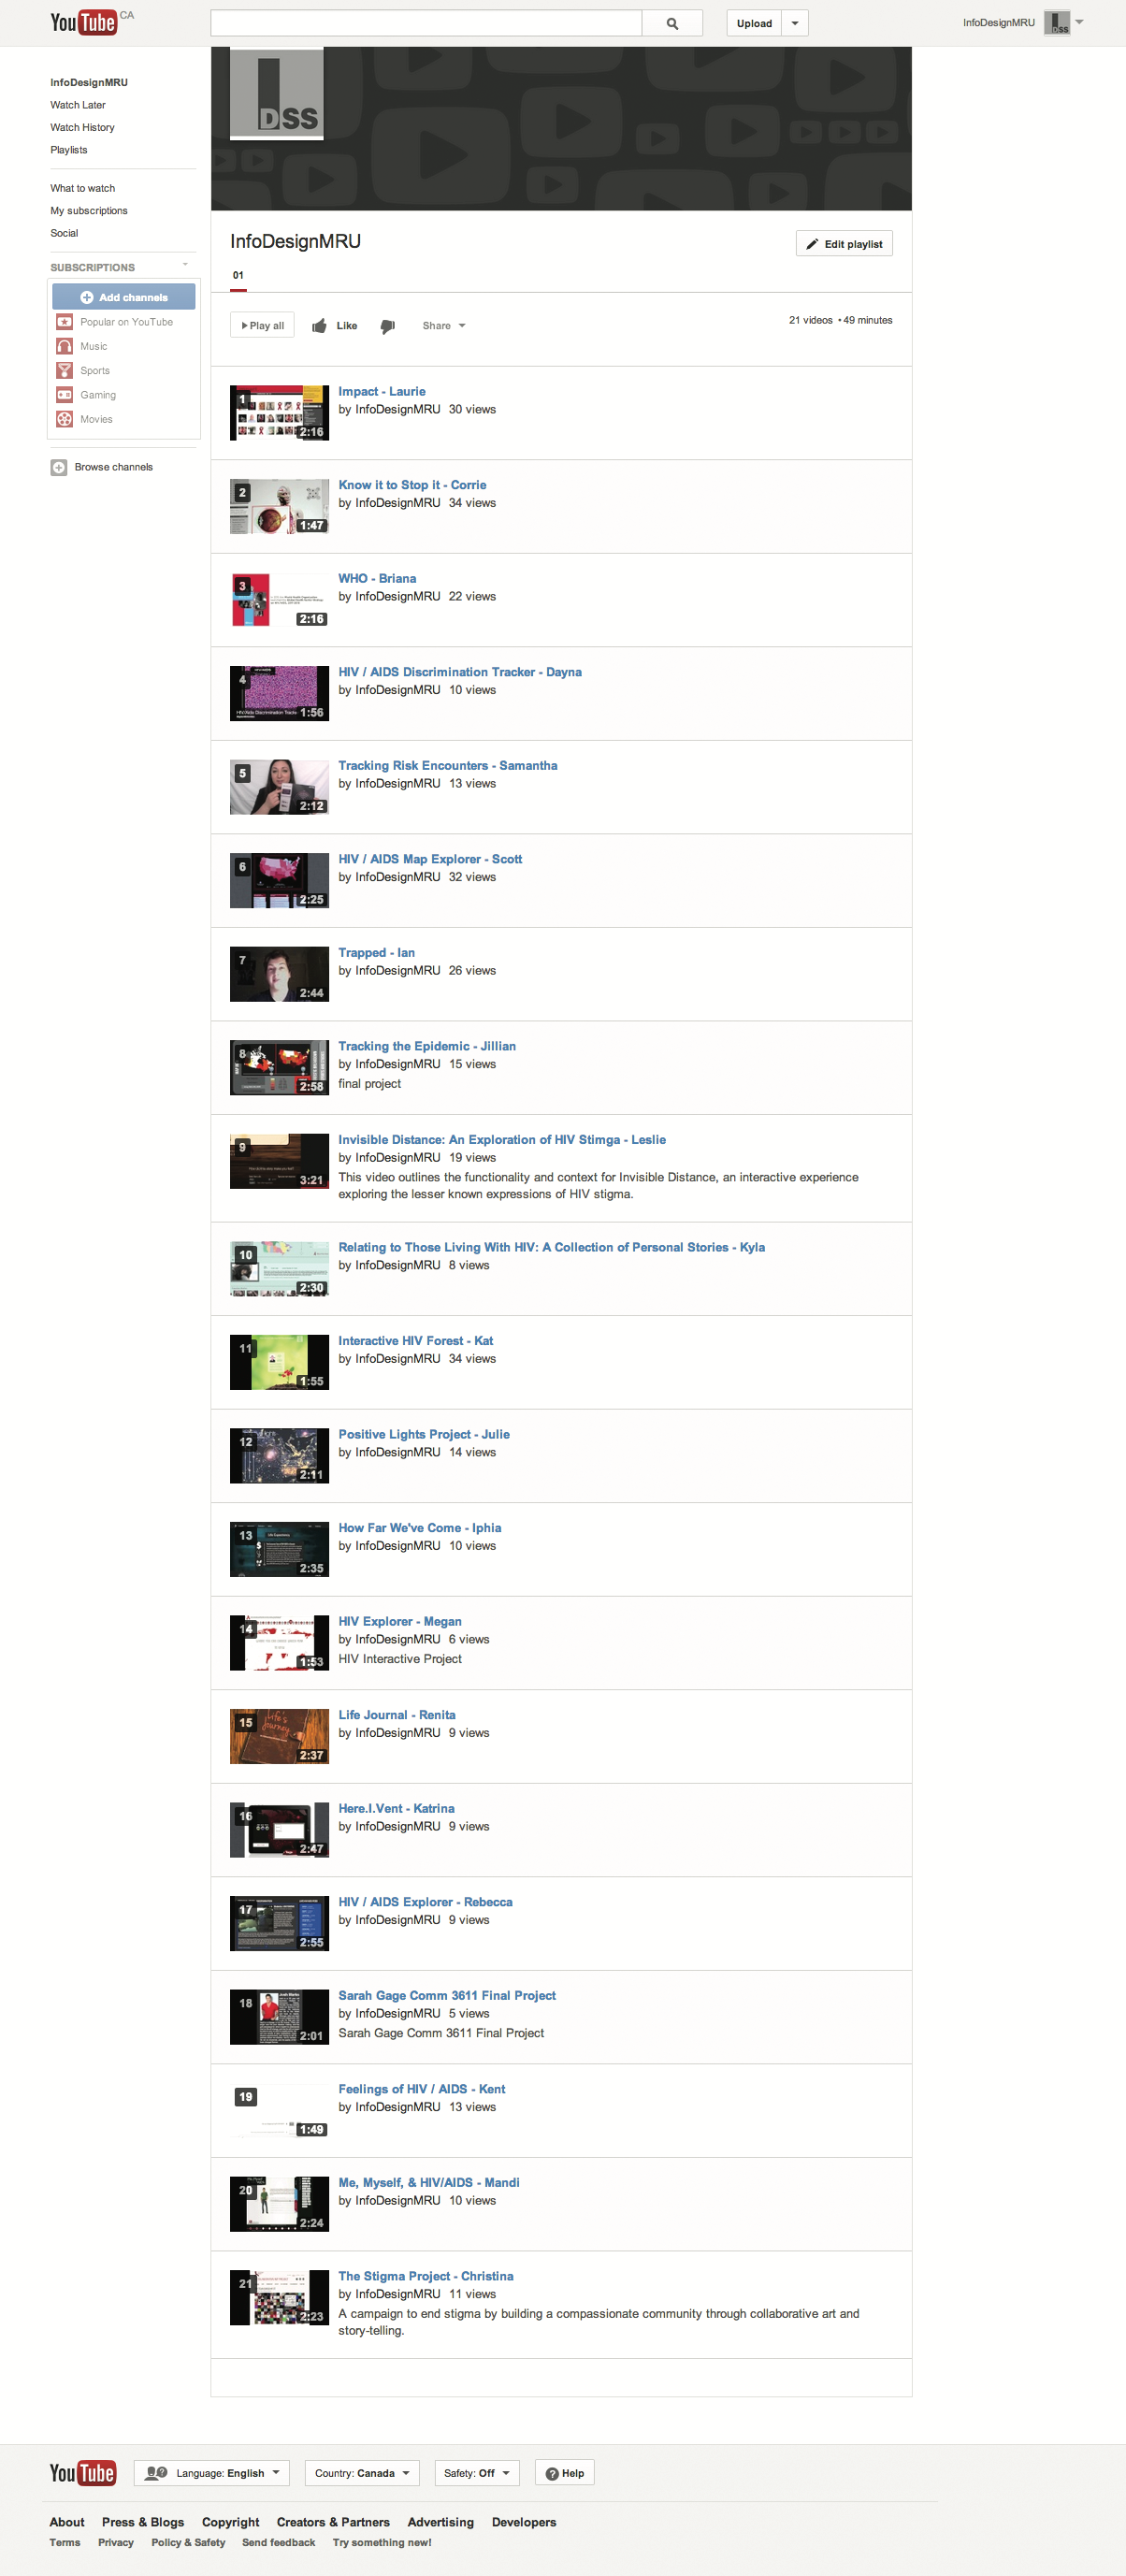 YouTube CA
Upload
InfoDesignMRU
DSS
InfoDesignMRU
Watch Later
Watch History
Playlists
What to watch
My subscriptions
Social
SUBSCRIPTIONS
Add channels
Popular on YouTube
Music
Sports
Gaming
Movies
Browse channels
DSS
InfoDesignMRU
Edit playlist
01
Play all
Like
Share
21 videos • 49 minutes
1
2:16
Impact - Laurie
by InfoDesignMRU 30 views
2
1:47
Know it to Stop it - Corrie
by InfoDesignMRU 34 views
3
2:16
WHO - Briana
by InfoDesignMRU 22 views
4
1:56
HIV / AIDS Discrimination Tracker - Dayna
by InfoDesignMRU 10 views
5
2:12
Tracking Risk Encounters - Samantha
by InfoDesignMRU 13 views
6
2:25
HIV / AIDS Map Explorer - Scott
by InfoDesignMRU 32 views
7
2:44
Trapped - Ian
by InfoDesignMRU 26 views
8
2:58
Tracking the Epidemic - Jillian
by InfoDesignMRU 15 views
final project
9
3:21
Invisible Distance: An Exploration of HIV Stimga - Leslie
by InfoDesignMRU 19 views
This video outlines the functionality and context for Invisible Distance, an interactive experience
exploring the lesser known expressions of HIV stigma.
10
2:30
Relating to Those Living With HIV: A Collection of Personal Stories - Kyla
by InfoDesignMRU 8 views
11
1:55
Interactive HIV Forest - Kat
by InfoDesignMRU 34 views
12
2:11
Positive Lights Project - Julie
by InfoDesignMRU 14 views
13
2:35
How Far We've Come - Iphia
by InfoDesignMRU 10 views
14
1:53
HIV Explorer - Megan
by InfoDesignMRU 6 views
HIV Interactive Project
15
Life's
Journey
2:37
Life Journal - Renita
by InfoDesignMRU 9 views
16
2:47
Here.I.Vent - Katrina
by InfoDesignMRU 9 views
17
2:55
HIV / AIDS Explorer - Rebecca
by InfoDesignMRU 9 views
18
2:01
Sarah Gage Comm 3611 Final Project
by InfoDesignMRU 5 views
Sarah Gage Comm 3611 Final Project
19
1:49
Feelings of HIV / AIDS - Kent
by InfoDesignMRU 13 views
20
2:24
Me, Myself, & HIV/AIDS - Mandi
by InfoDesignMRU 10 views
21
2:23
The Stigma Project - Christina
by InfoDesignMRU 11 views
A campaign to end stigma by building a compassionate community through collaborative art and
story-telling.
YouTube
Language: English
Country: Canada
Safety: Off
Help
About Press & Blogs Copyright Creators & Partners Advertising Developers
Terms Privacy Policy & Safety Send feedback Try something new!